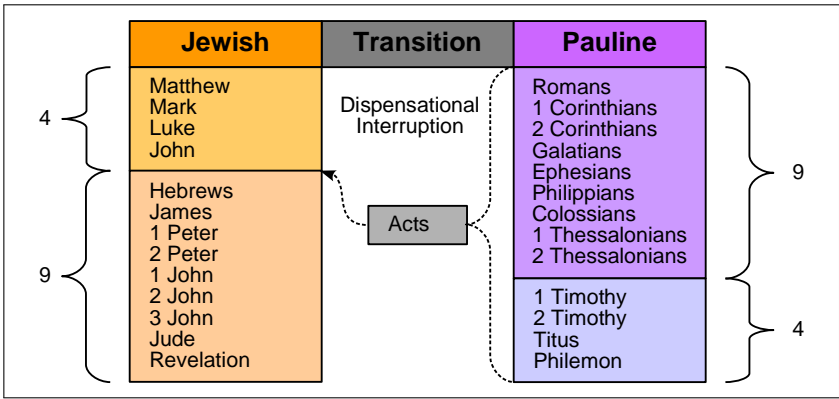 Jewish
Transition
Pauline
4
Matthew
Mark
Luke
John
9
Hebrews
James
1 Peter
2 Peter
1 John
2 John
3 John
Jude
Revelation
Dispensational
Interruption
Acts
Romans
1 Corinthians
2 Corinthians
Galatians
Ephesians
Philippians
Colossians
1 Thessalonians
2 Thessalonians
9
1 Timothy
2 Timothy
Titus
Philemon
4